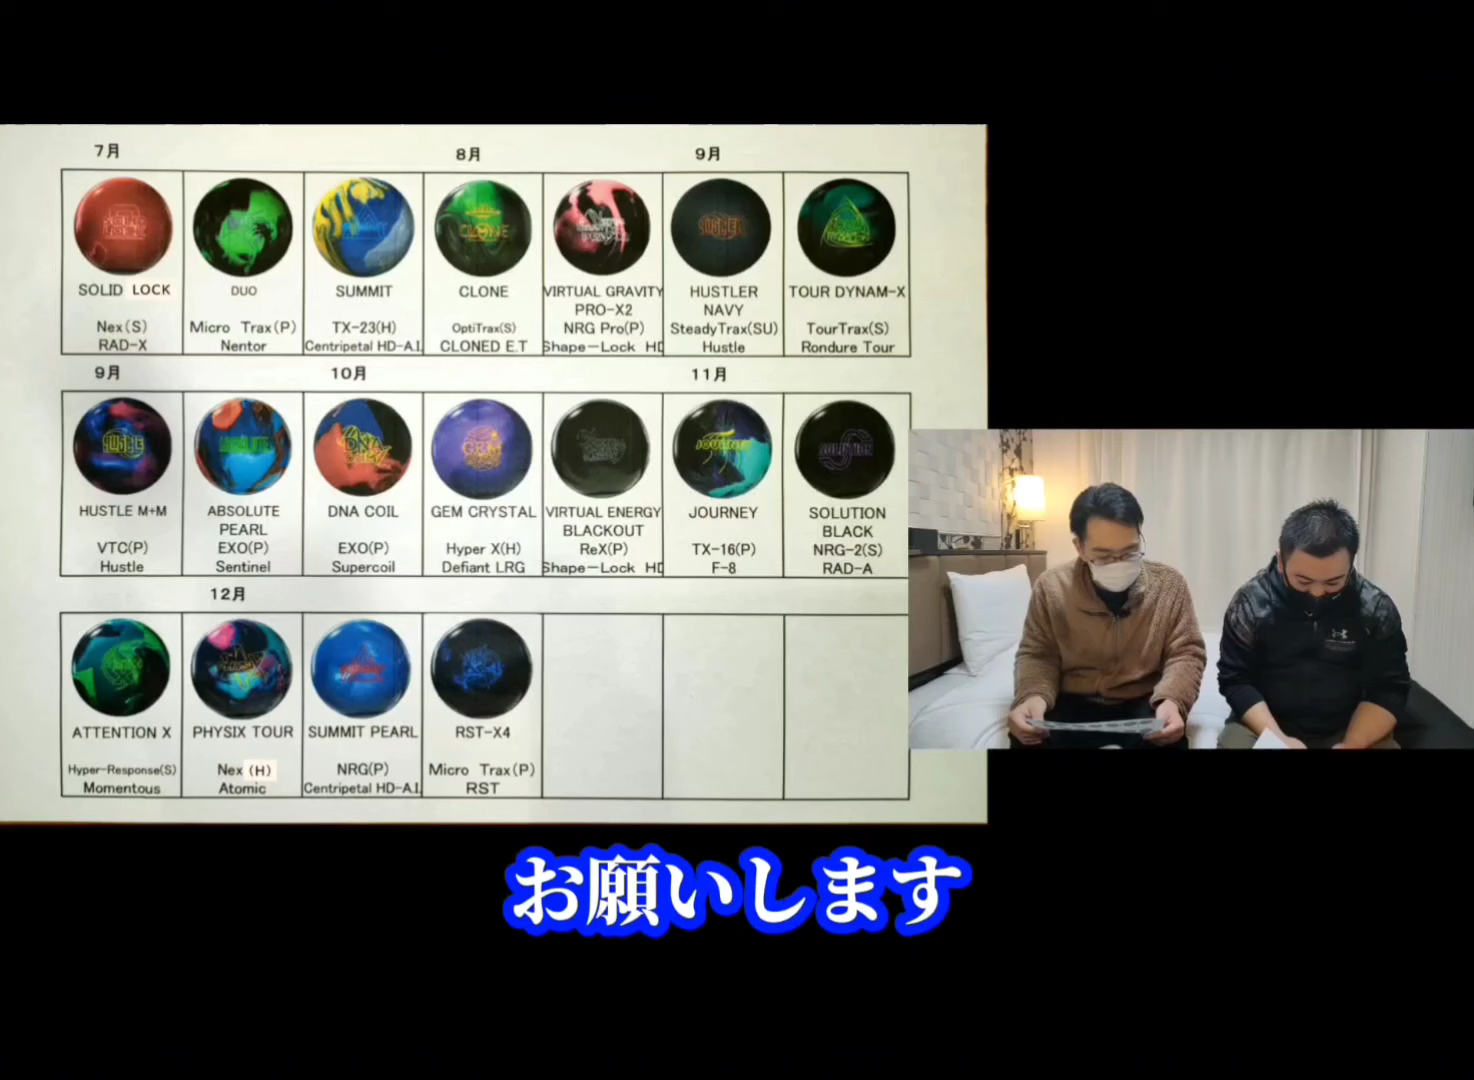 7月
8月
9月
SOLID LOCK
Nex(S)
RAD-X
DUO
Micro Trax(P)
Nentor
SUMMIT
TX-23(H)
Centripetal HD-A.I.
CLONE
OptiTrax(S)
CLONED E.T
VIRTUAL GRAVITY
PRO-X2
NRG Pro(P)
Shape-Lock HD
HUSTLER
NAVY
SteadyTrax(SU)
Hustle
TOUR DYNAM-X
TourTrax(S)
Rondure Tour
9月
10月
11月
HUSTLE M+M
VTC(P)
Hustle
ABSOLUTE
PEARL
EXO(P)
Sentinel
DNA COIL
EXO(P)
Supercoil
GEM CRYSTAL
Hyper X(H)
Defiant LRG
VIRTUAL ENERGY
BLACKOUT
ReX(P)
Shape-Lock HD
JOURNEY
TX-16(P)
F-8
SOLUTION
BLACK
NRG-2(S)
RAD-A
12月
ATTENTION X
Hyper-Response(S)
Momentous
PHYSIX TOUR
Nex (H)
Atomic
SUMMIT PEARL
NRG(P)
Centripetal HD-A.I.
RST-X4
Micro Trax(P)
RST
お願いします